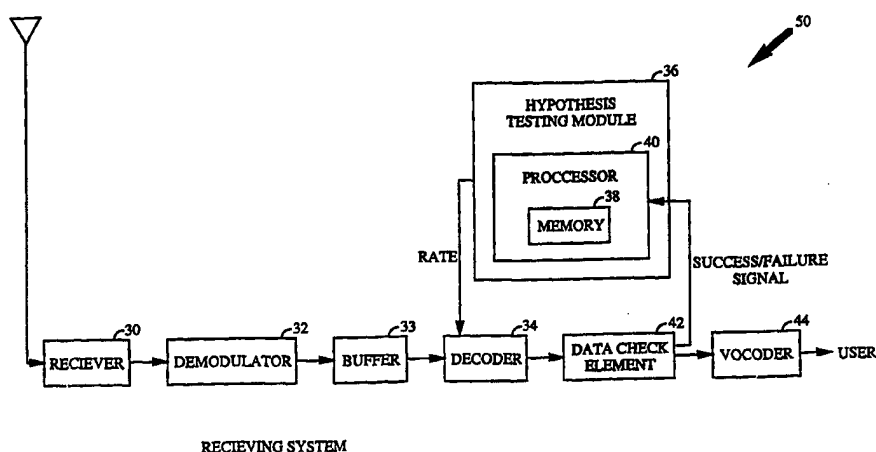 50
36
HYPOTHESIS
TESTING MODULE
40
PROCCESSOR
38
MEMORY
RATE
SUCCESS/FAILURE
SIGNAL
30
RECIEVER
32
DEMODULATOR
33
BUFFER
34
DECODER
42
DATA CHECK
ELEMENT
44
VOCODER
USER
RECIEVING SYSTEM